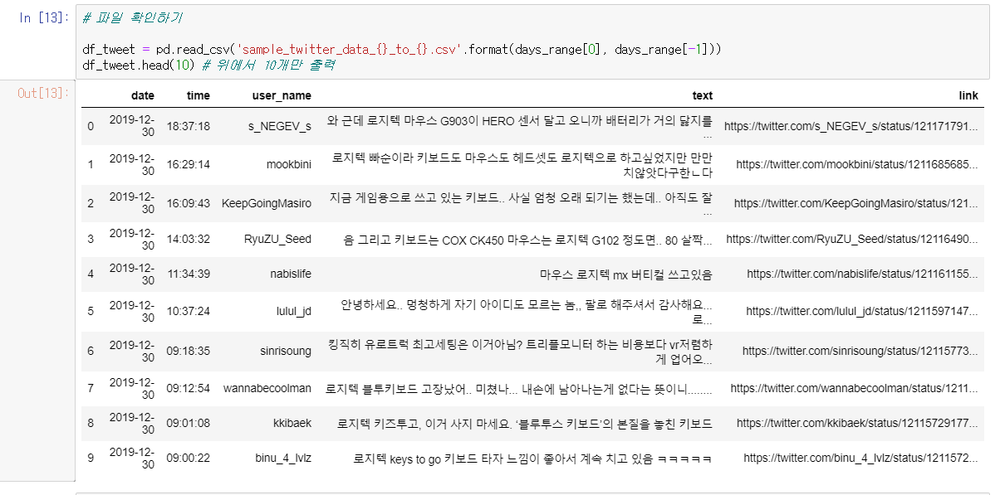 In [13]:
# 파일 확인하기
df_tweet = pd.read_csv('sample_twitter_data_{}_to_{}.csv'.format(days_range[0], days_range[-1]))
df_tweet.head(10) # 위에서 10개만 출력
Out[13]:
date time user_name text link
0 2019-12-30 18:37:18 s_NEGEV_s 와 근데 로지텍 마우스 G903이 HERO 센서 달고 오니까 배터리가 거의 닳지를 ... https://twitter.com/s_NEGEV_s/status/121171791...
1 2019-12-30 16:29:14 mookbini 로지텍 빠순이라 키보드도 마우스도 헤드셋도 로지텍으로 하고싶었지만 만만치않앗다구한ㄴ다 https://twitter.com/mookbini/status/1211685685...
2 2019-12-30 16:09:43 KeepGoingMasiro 지금 게임용으로 쓰고 있는 키보드.. 사실 엄청 오래 되기는 했는데.. 아직도 잘 ... https://twitter.com/KeepGoingMasiro/status/121...
3 2019-12-30 14:03:32 RyuZU_Seed 음 그리고 키보드는 COX CK450 마우스는 로지텍 G102 정도면.. 80 살짝... https://twitter.com/RyuZU_Seed/status/12116490...
4 2019-12-30 11:34:39 nabislife 마우스 로지텍 mx 버티컬 쓰고있음 https://twitter.com/nabislife/status/121161155...
5 2019-12-30 10:37:24 lulul_jd 안녕하세요.. 멍청하게 자기 아이디도 모르는 놈,, 팔로 해주셔서 감사해요... 로... https://twitter.com/lulul_jd/status/1211597147...
6 2019-12-30 09:18:35 sinrisoung 킹직히 유로트럭 최고세팅은 이거아님? 트리플모니터 하는 비용보다 vr저렴하게 업어오... https://twitter.com/sinrisoung/status/12115773...
7 2019-12-30 09:12:54 wannabecoolman 로지텍 블투키보드 고장났어.. 미쳤나... 내손에 남아나는게 없다는 뜻이니........ https://twitter.com/wannabecoolman/status/1211...
8 2019-12-30 09:01:08 kkibaek 로지텍 키즈투고, 이거 사지 마세요. ‘블루투스 키보드’의 본질을 놓친 키보드 https://twitter.com/kkibaek/status/12115729177...
9 2019-12-30 09:00:22 binu_4_lvlz 로지텍 keys to go 키보드 타자 느낌이 좋아서 계속 치고 있음 ㅋㅋㅋㅋㅋ https://twitter.com/binu_4_lvlz/status/1211572...